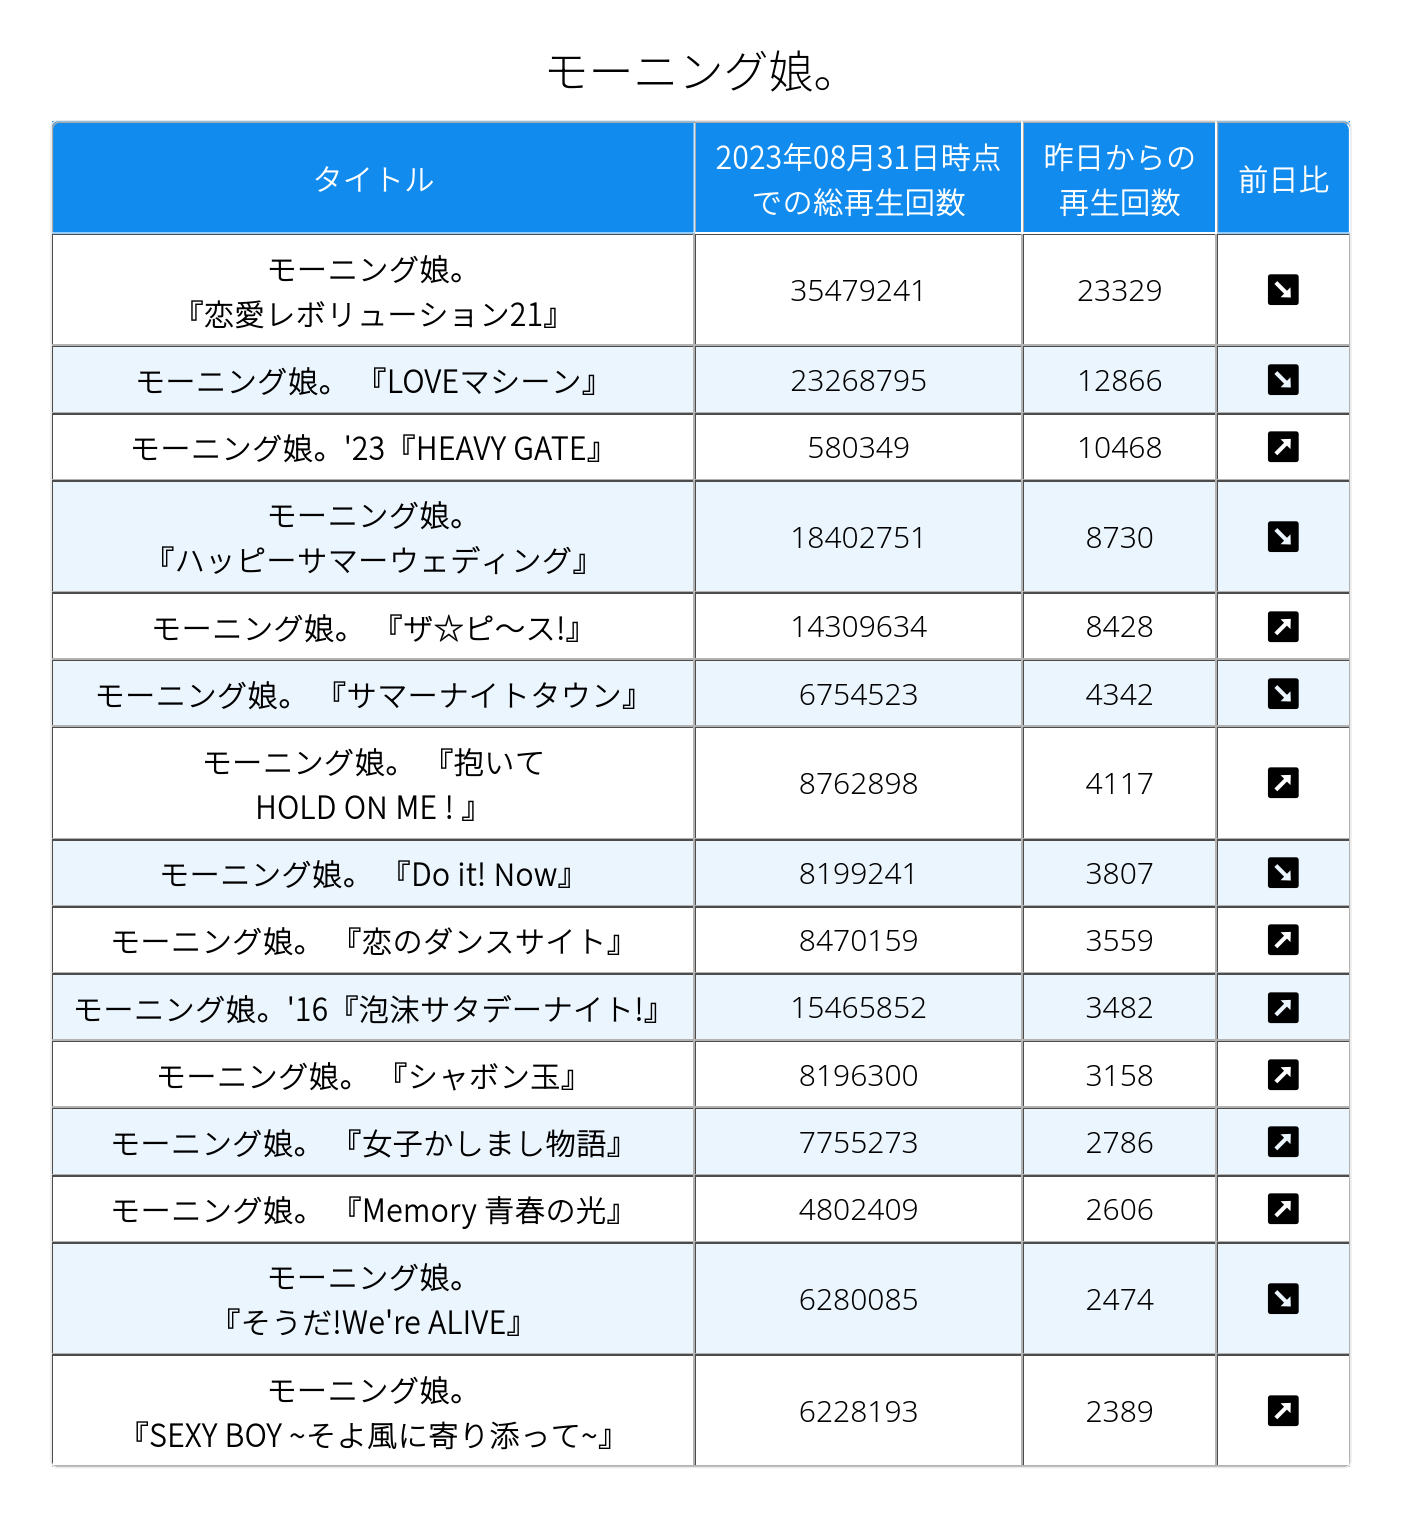 モーニング娘。
タイトル
2023年08月31日時点
での総再生回数
昨日からの
再生回数
前日比
モーニング娘。
『恋愛レボリューション21』
35479241
23329
モーニング娘。 『LOVEマシーン』
23268795
12866
モーニング娘。'23『HEAVY GATE』
580349
10468
モーニング娘。
『ハッピーサマーウェディング』
18402751
8730
モーニング娘。 『ザ☆ピ〜ス!』
14309634
8428
モーニング娘。 『サマーナイトタウン』
6754523
4342
モーニング娘。 『抱いて
HOLD ON ME ! 』
8762898
4117
モーニング娘。 『Do it! Now』
8199241
3807
モーニング娘。 『恋のダンスサイト』
8470159
3559
モーニング娘。'16『泡沫サタデーナイト!』
15465852
3482
モーニング娘。 『シャボン玉』
8196300
3158
モーニング娘。 『女子かしまし物語』
7755273
2786
モーニング娘。 『Memory 青春の光』
4802409
2606
モーニング娘。
『そうだ!We're ALIVE』
6280085
2474
モーニング娘。
『SEXY BOY ~そよ風に寄り添って~』
6228193
2389